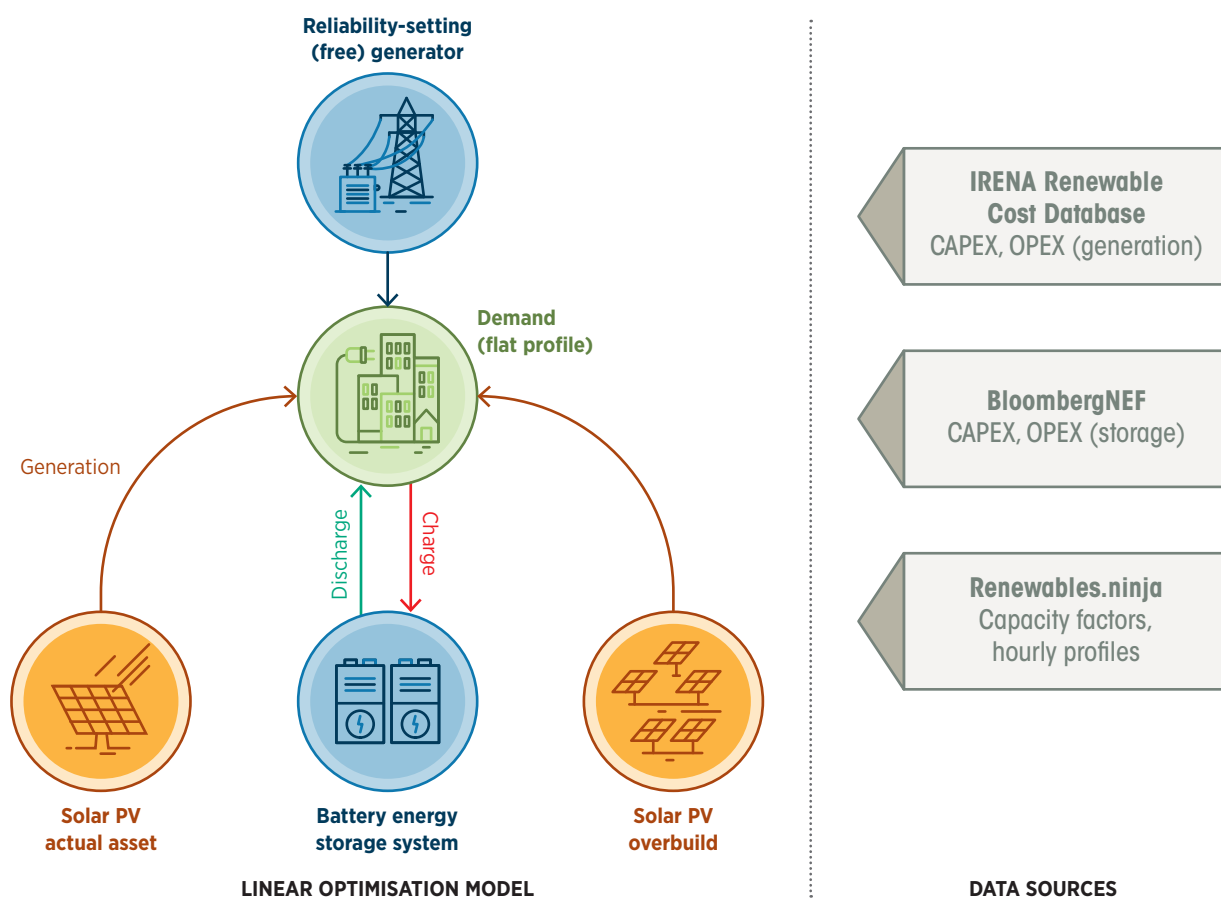 Reliability-setting
(free) generator
Demand
(flat profile)
Generation
Discharge
Charge
Solar PV
actual asset
Battery energy
storage system
Solar PV
overbuild
LINEAR OPTIMISATION MODEL
IRENA Renewable
Cost Database
CAPEX, OPEX (generation)
BloombergNEF
CAPEX, OPEX (storage)
Renewables.ninja
Capacity factors,
hourly profiles
DATA SOURCES